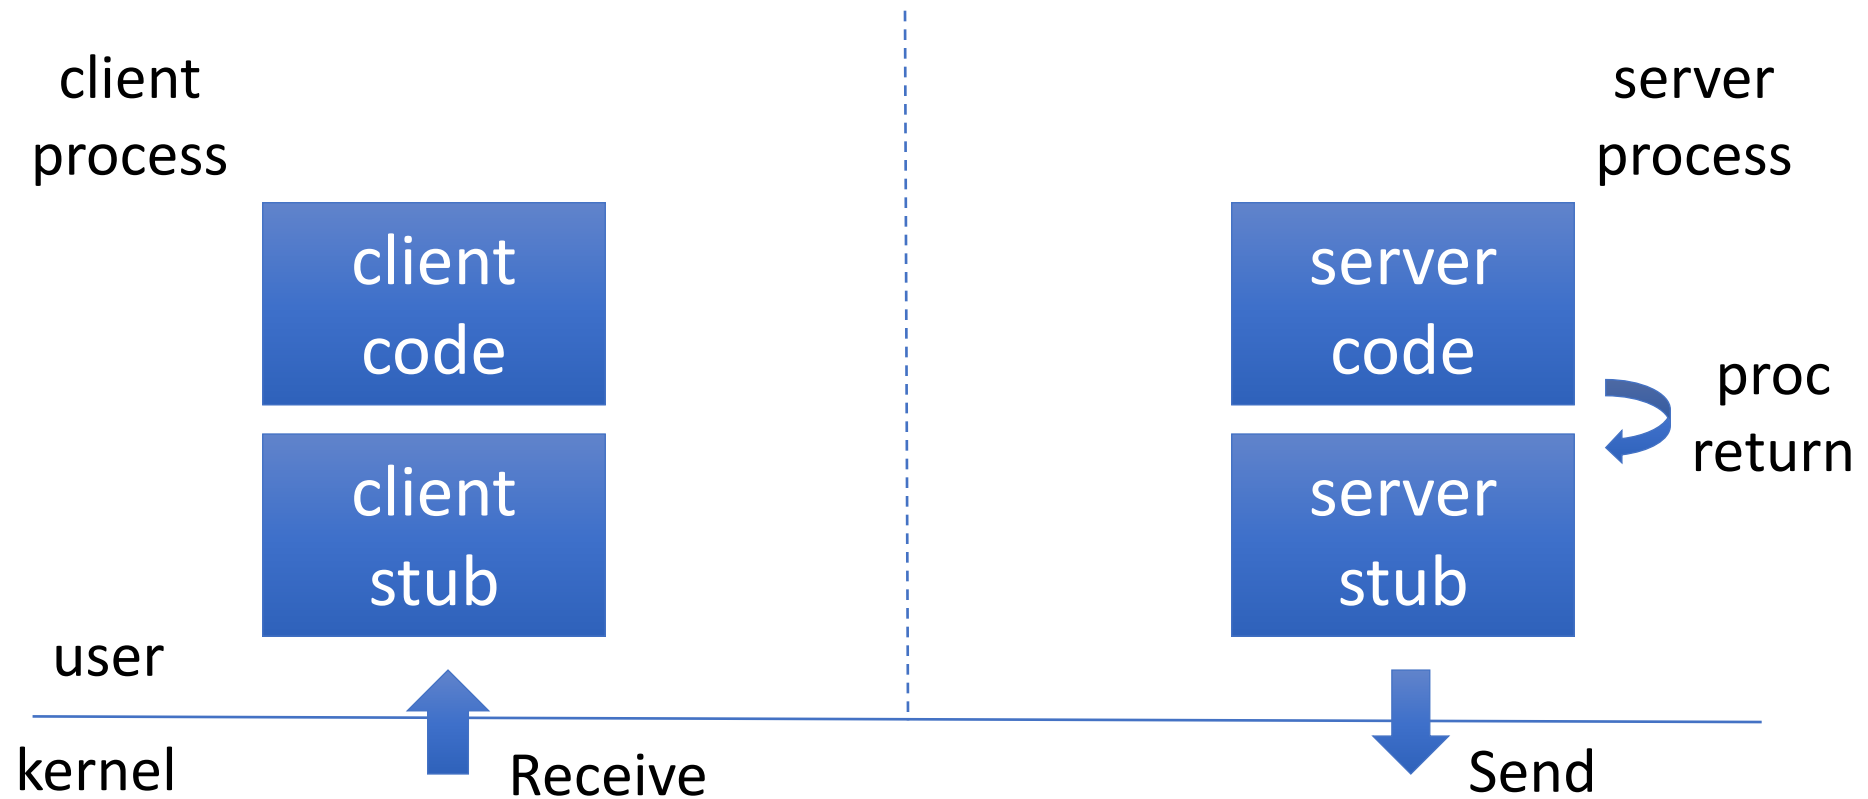 client
process
server
process
client
code
server
code
proc
return
client
stub
server
stub
user
kernel
Receive
Send